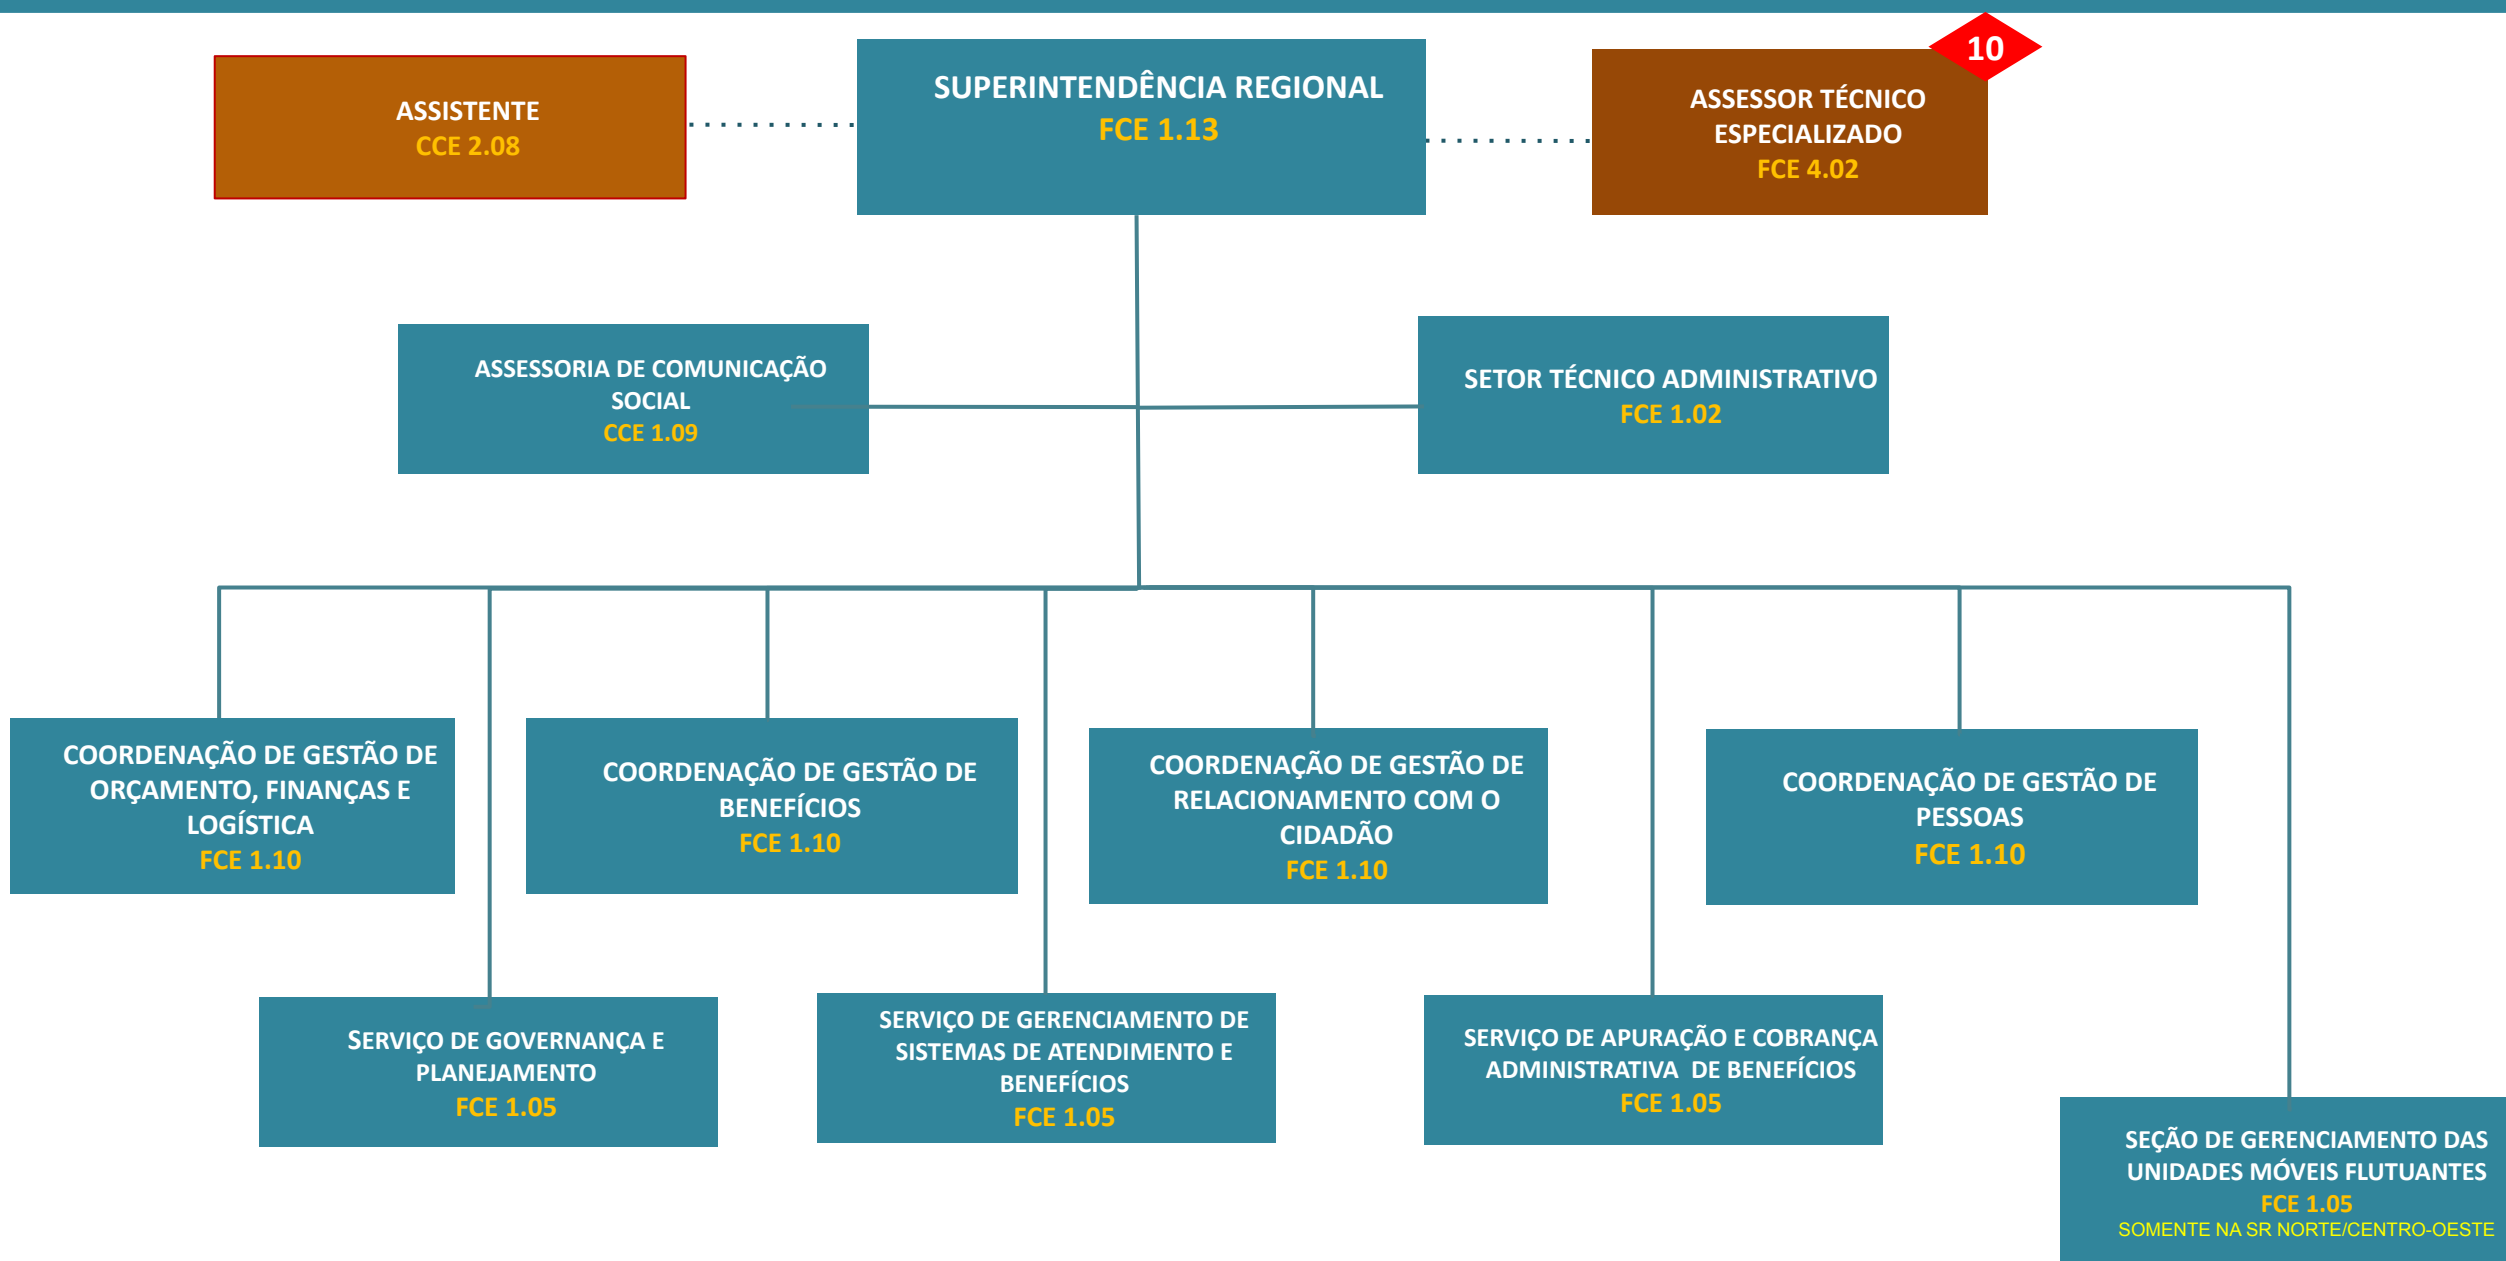 10
ASSISTENTE
CCE 2.08
SUPERINTENDÊNCIA REGIONAL
FCE 1.13
ASSESSOR TÉCNICO
ESPECIALIZADO
FCE 4.02
ASSESSORIA DE COMUNICAÇÃO
SOCIAL
CCE 1.09
SETOR TÉCNICO ADMINISTRATIVO
FCE 1.02
COORDENAÇÃO DE GESTÃO DE
ORÇAMENTO, FINANÇAS E
LOGÍSTICA
FCE 1.10
COORDENAÇÃO DE GESTÃO DE
BENEFÍCIOS
FCE 1.10
COORDENAÇÃO DE GESTÃO DE
RELACIONAMENTO COM O
CIDADÃO
FCE 1.10
COORDENAÇÃO DE GESTÃO DE
PESSOAS
FCE 1.10
SERVIÇO DE GOVERNANÇA E
PLANEJAMENTO
FCE 1.05
SERVIÇO DE GERENCIAMENTO DE
SISTEMAS DE ATENDIMENTO E
BENEFÍCIOS
FCE 1.05
SERVIÇO DE APURAÇÃO E COBRANÇA
ADMINISTRATIVA  DE BENEFÍCIOS
FCE 1.05
SEÇÃO DE GERENCIAMENTO DAS
UNIDADES MÓVEIS FLUTUANTES
FCE 1.05
SOMENTE NA SR NORTE/CENTRO-OESTE